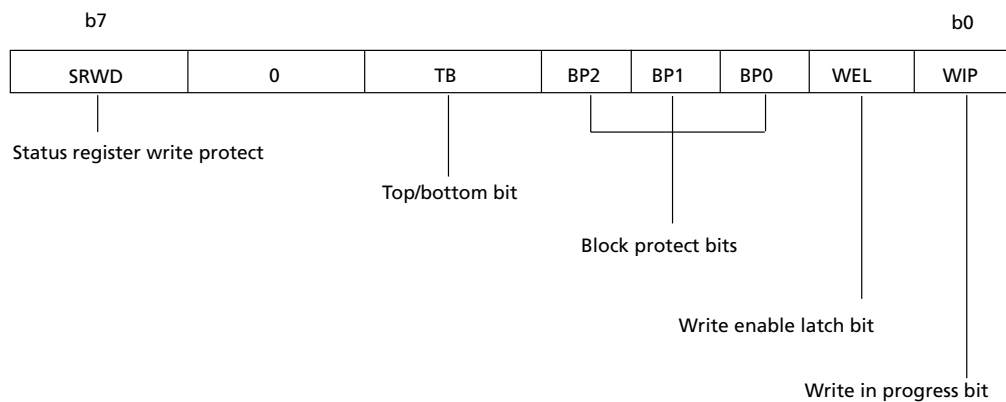 b7 b0
SRWD 0 TB BP2 BP1 BP0 WEL WIP
Status register write protect
Top/bottom bit
Block protect bits
Write enable latch bit
Write in progress bit